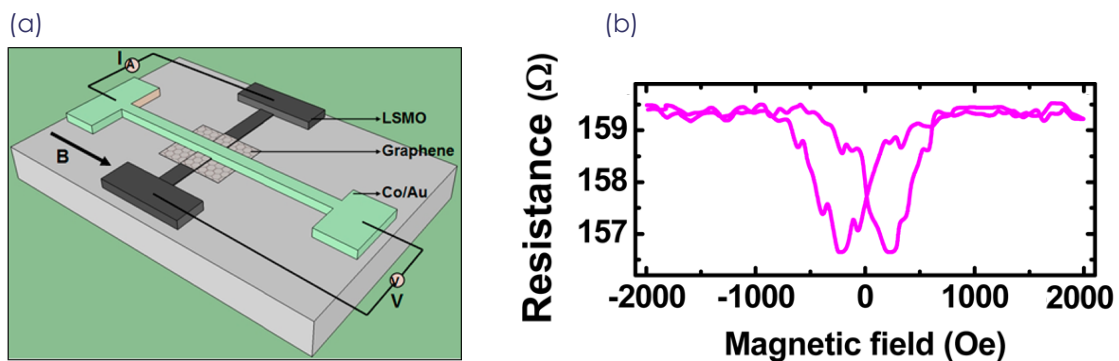 (a)
(b)
I
A
LSMO
Graphene
B
Co/Au
V
V
Resistance (Ω)
159
158
157
-2000
-1000
0
1000
2000
Magnetic field (Oe)